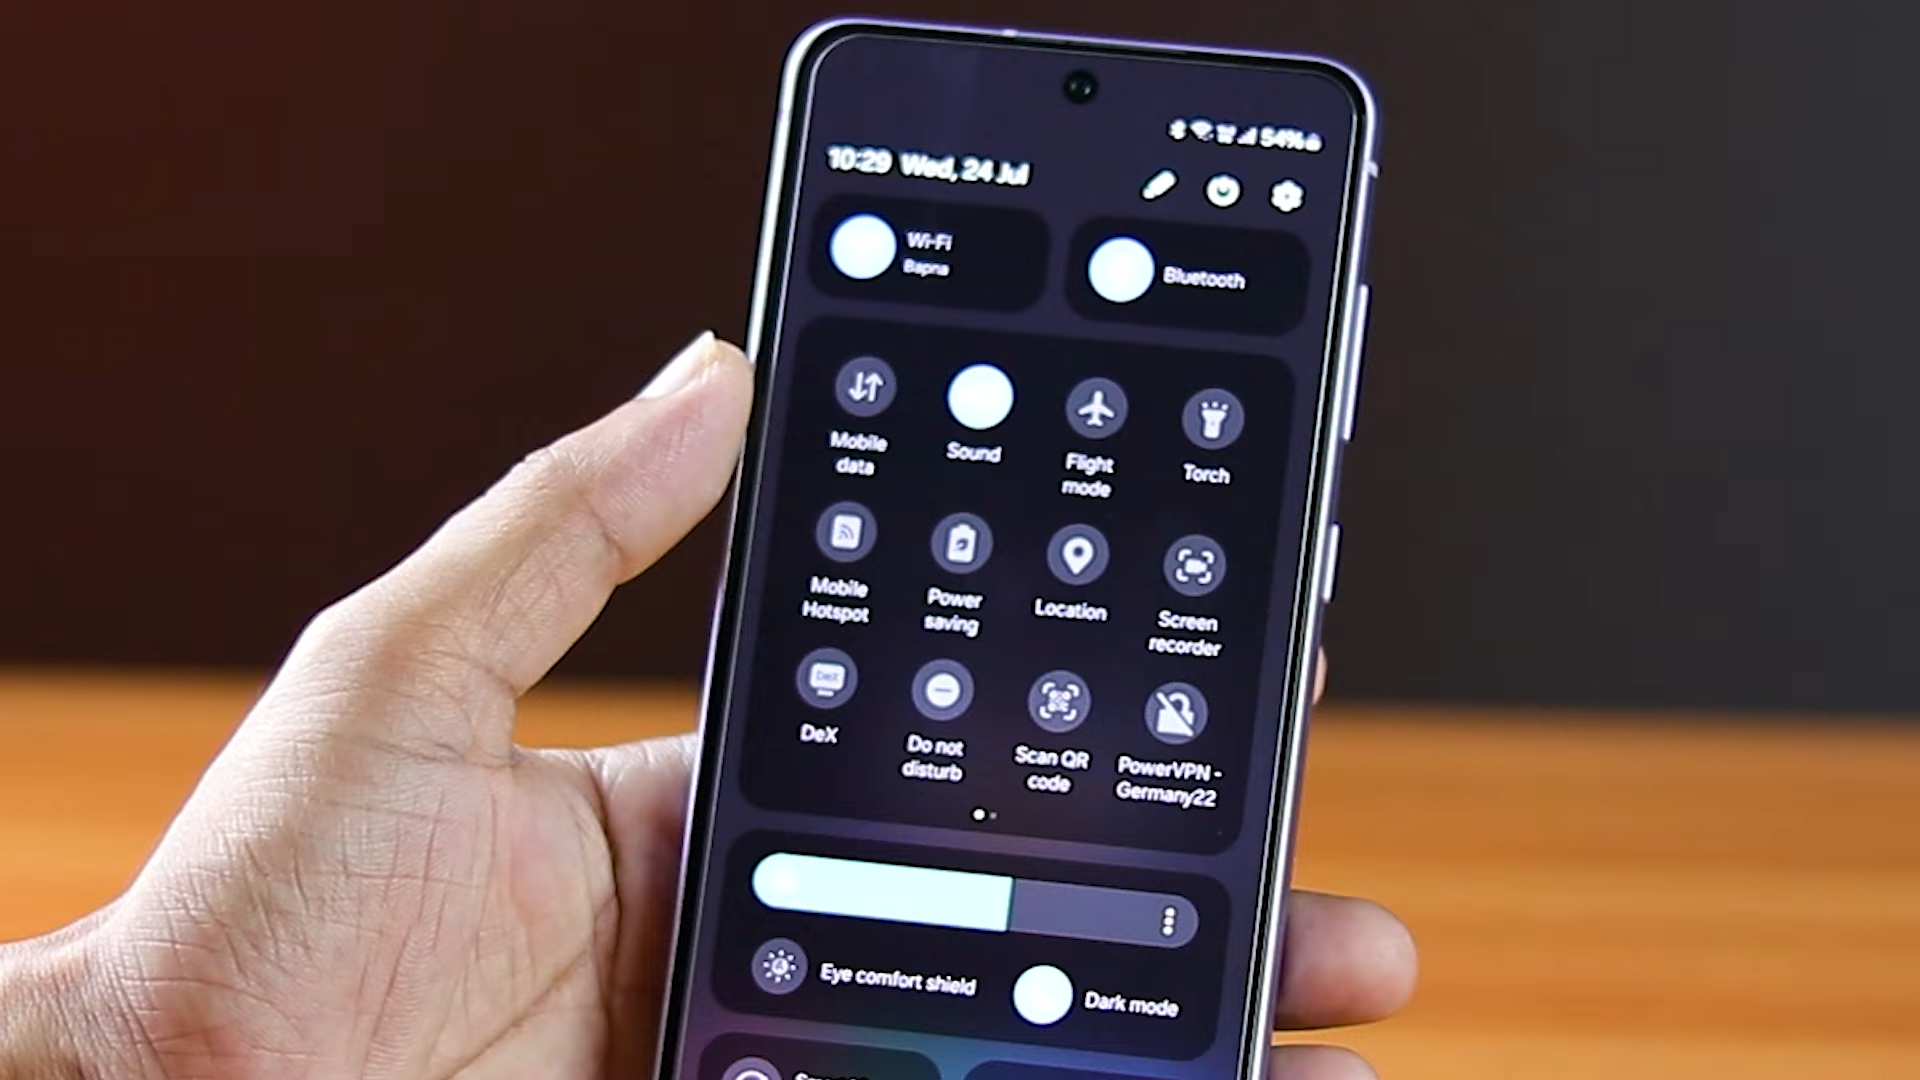 54%
10:29 Wed, 24 Jul
Wi-Fi
Bapna
Bluetooth
Mobile
data
Sound
Flight
mode
Torch
Mobile
Hotspot
Power
saving
Location
Screen
recorder
DeX
DeX
Do not
disturb
Scan QR
code
PowerVPN -
Germany22
Eye comfort shield
Dark mode